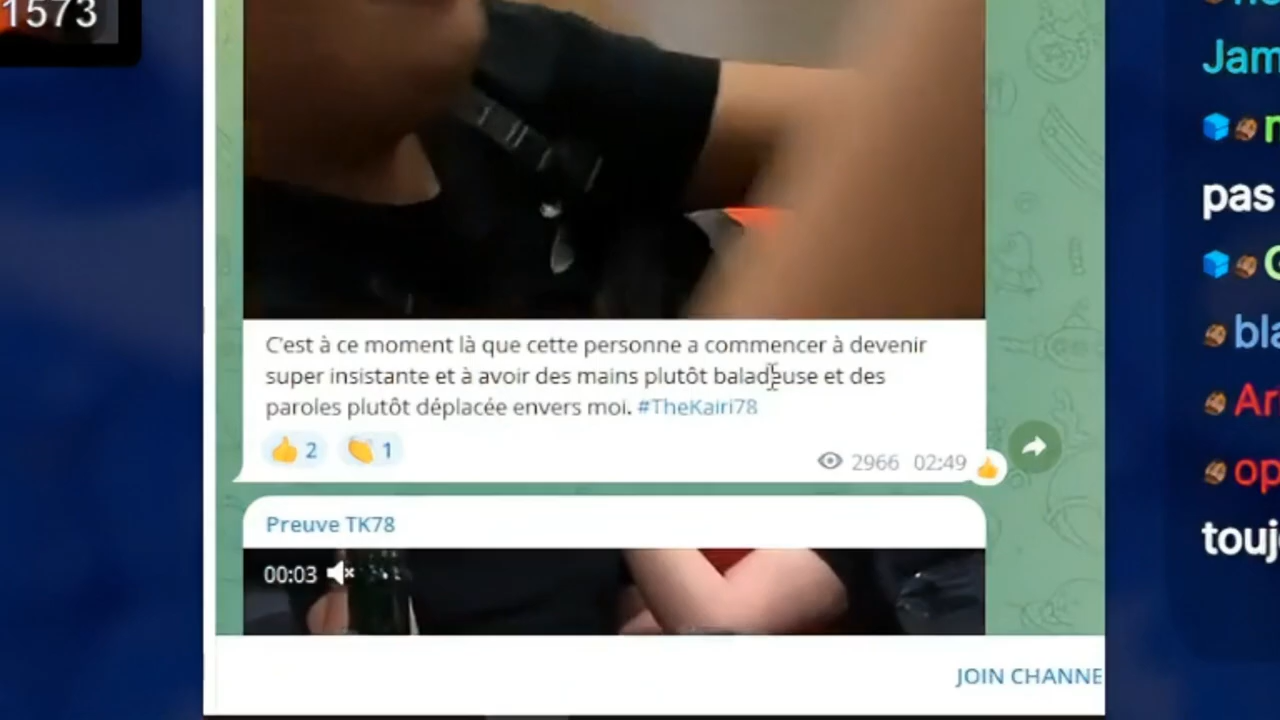 1573
C'est à ce moment là que cette personne a commencer à devenir
super insistante et à avoir des mains plutôt baladeuse et des
paroles plutôt déplacée envers moi. #TheKairi78
2 1
2966 02:49
Preuve TK78
00:03
JOIN CHANNE
Jam
pas
G
bla
Ar
op
touj